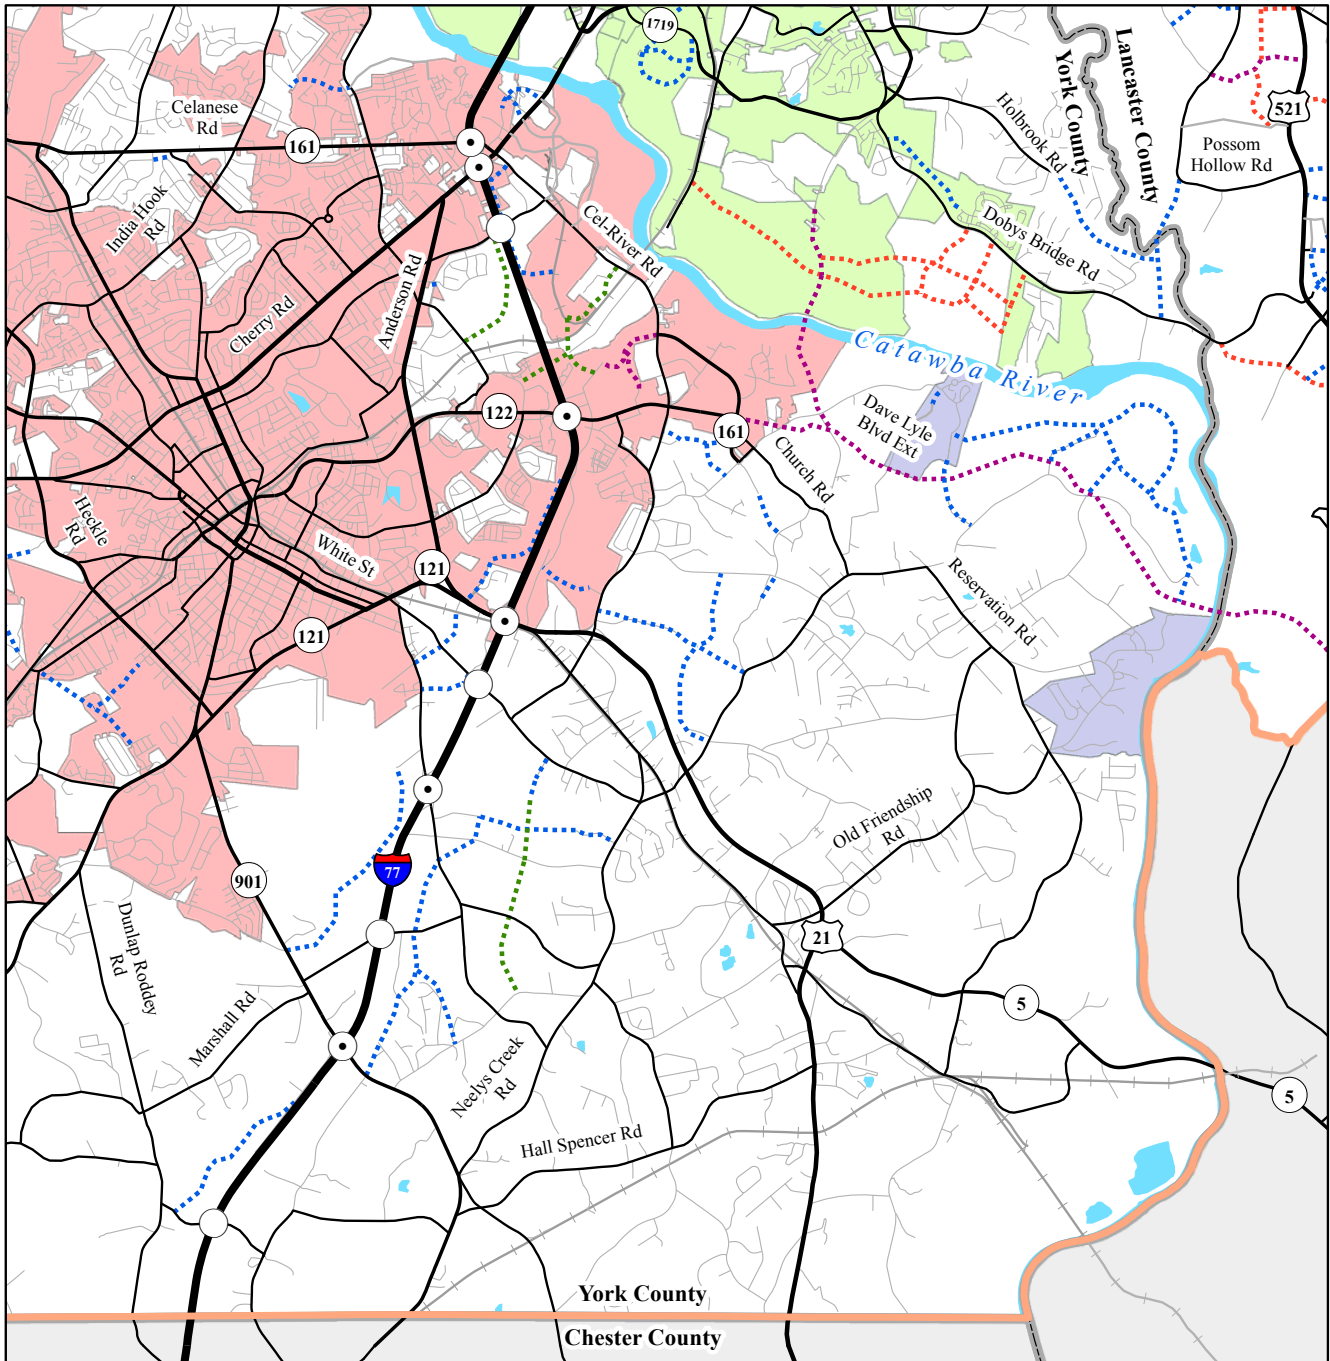 1719
Lancaster County
York County
521
Celanese
Rd
161
Holbrook Rd
Possom
Hollow Rd
India Hook
Rd
Cel-River Rd
Dobys Bridge Rd
Anderson Rd
Cherry Rd
Catawba River
122
161
Dave Lyle
Blvd Ext
Church Rd
Heckle
Rd
White St
121
Reservation Rd
121
Old Friendship
Rd
77
901
Dunlap Roddey
Rd
21
5
Marshall Rd
Neelys Creek
Rd
5
Hall Spencer Rd
York County
Chester County